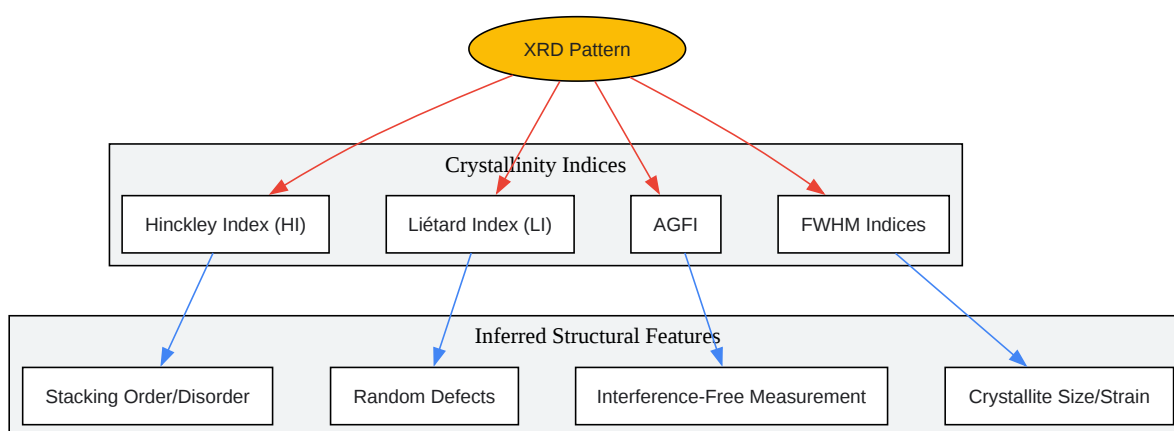 XRD Pattern
Crystallinity Indices
Hinckley Index (HI)
Liétard Index (LI)
AGFI
FWHM Indices
Inferred Structural Features
Stacking Order/Disorder
Random Defects
Interference-Free Measurement
Crystallite Size/Strain